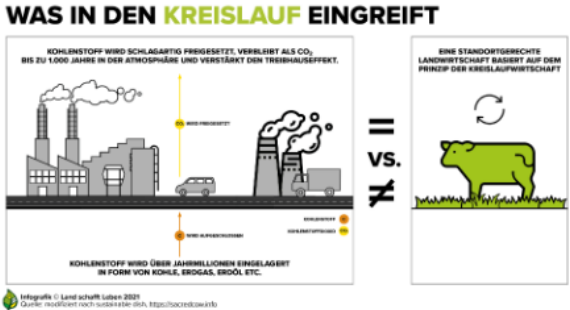 WAS IN DEN KREISLAUF EINGREIFT
KOHLENSTOFF WIRD SCHLAGARTIG FREIGESETZT, VERBLEIBT ALS CO₂
BIS ZU 1.000 JAHRE IN DER ATMOSPHÄRE UND VERSTÄRKT DEN TREIBHAUSEFFEKT.
WIRD FREIGESETZT
WIRD AUFGESCHLOSSEN
KOHLENSTOFF C
KOHLENSTOFFDIOXID
KOHLENSTOFF WIRD ÜBER JAHRMILLIONEN EINGELAGERT
IN FORM VON KOHLE, ERDGAS, ERDÖL ETC.
=
VS.
≠
EINE STANDORTGERECHTE
LANDWIRTSCHAFT BASIERT AUF DEM
PRINZIP DER KREISLAUFWIRTSCHAFT
Infografik © Land schafft Leben 2021
Quelle: modifiziert nach sustainable dish, https://sacredcow.info